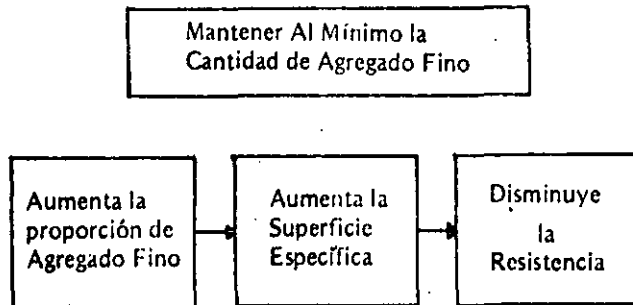 Mantener Al Mínimo la
Cantidad de Agregado Fino
Aumenta la
proporción de
Agregado Fino
Aumenta la
Superficie
Específica
Disminuye
la
Resistencia